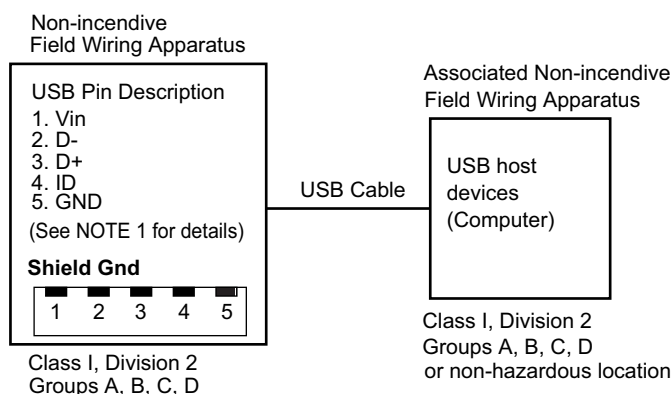 Non-incendive
Field Wiring Apparatus
USB Pin Description
1. Vin
2. D-
3. D+
4. ID
5. GND
(See NOTE 1 for details)
Shield Gnd
1 2 3 4 5
Class I, Division 2
Groups A, B, C, D
USB Cable
Associated Non-incendive
Field Wiring Apparatus
USB host
devices
(Computer)
Class I, Division 2
Groups A, B, C, D
or non-hazardous location